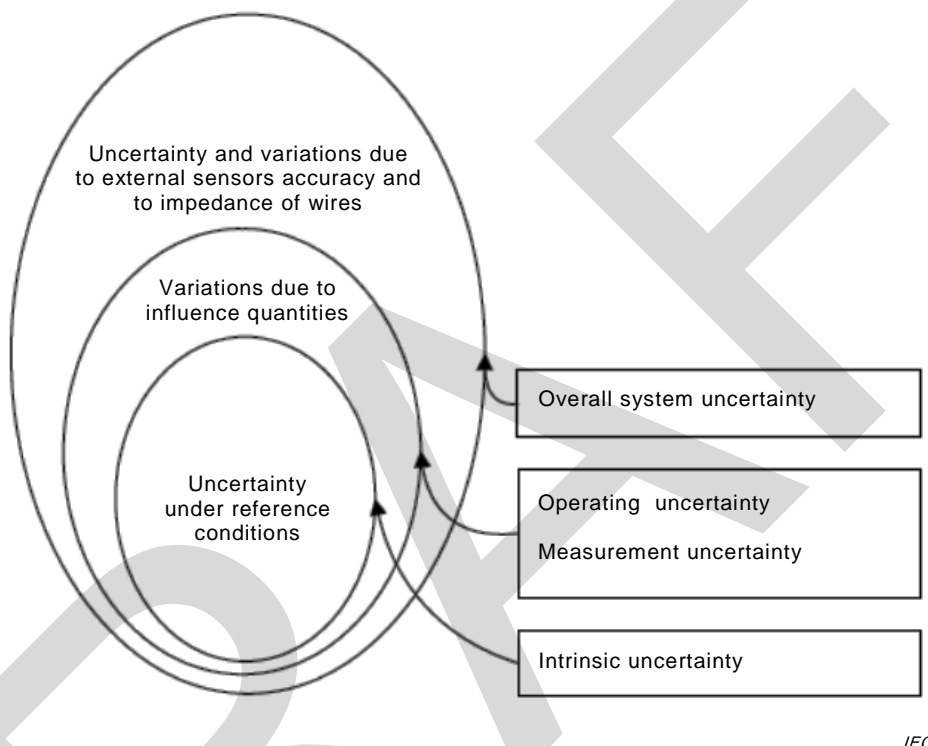 Uncertainty and variations due
to external sensors accuracy and
to impedance of wires
Variations due to
influence quantities
Overall system uncertainty
Uncertainty
under reference
conditions
Operating uncertainty
Measurement uncertainty
Intrinsic uncertainty